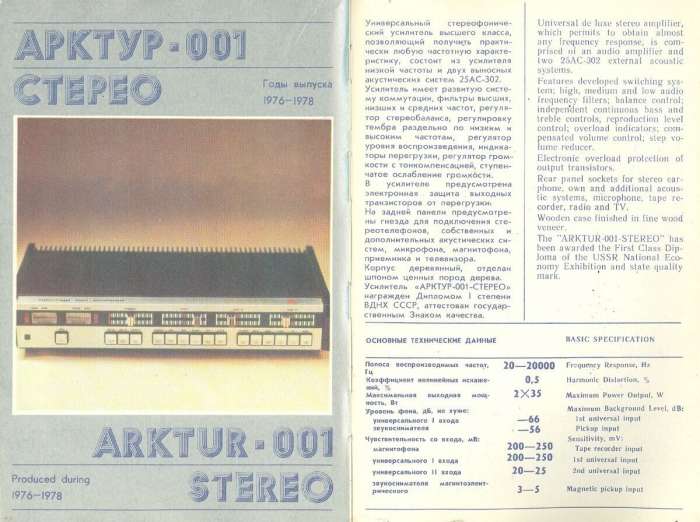 АРКТУР-001
СТЕРЕО
Годы выпуска
1976—1978
ARKTUR-001
STEREO
Produced during
1976—1978
Универсальный стереофониче-
ский усилитель высшего класса,
позволяющий получить практи-
чески любую частотную характе-
ристику, состоит из усилителя
низкой частоты и двух выносных
акустических систем 25АС-302.
Усилитель имеет развитую систе-
му коммутации, фильтры высших,
низших и средних частот, регуля-
тор стереобаланса, регулировку
тембра раздельно по низким и
высоким частотам, регулятор
уровня воспроизведения, индика-
торы перегрузки, регулятор гром-
кости с тонкомпенсацией, ступен-
чатое ослабление громкости.
В усилителе предусмотрена
электронная защита выходных
транзисторов от перегрузки.
На задней панели предусмотре-
ны гнезда для подключения сте-
реотелефонов, собственных и
дополнительных акустических си-
стем, микрофона, магнитофона,
приемника и телевизора.
Корпус деревянный, отделан
шпоном ценных пород дерева.
Усилитель «АРКТУР-001-СТЕРЕО»
награжден Дипломом I степени
ВДНХ СССР, аттестован государ-
ственным Знаком качества.
Universal de luxe stereo amplifier,
which permits to obtain almost
any frequency response, is com-
prised of an audio amplifier and
two 25AC-302 external acoustic
systems.
Features developed switching sys-
tem; high, medium and low audio
frequency filters; balance control;
independent continuous bass and
treble controls, reproduction level
control; overload indicators; com-
pensated volume control; step vo-
lume reducer.
Electronic overload protection of
output transistors.
Rear panel sockets for stereo ear-
phone, own and additional acous-
tic systems, microphone, tape re-
corder, radio and TV.
Wooden case finished in fine wood
veneer.
The "ARKTUR-001-STEREO" has
been awarded the First Class Dip-
loma of the USSR National Eco-
nomy Exhibition and state quality
mark.
ОСНОВНЫЕ ТЕХНИЧЕСКИЕ ДАННЫЕ BASIC SPECIFICATION
Полоса воспроизводимых частот, 20—20000 Frequency Response, Hz
Гц
Коэффициент нелинейных искаже- 0,5 Harmonic Distortion, %
ний, %
Максимальная выходная мощ- 2×35 Maximum Power Output, W
ность, Вт
Уровень фона, дБ, не хуже: Maximum Background Level, dB:
универсального I входа —66 1st universal input
звукоснимателя —56 Pickup input
Чувствительность со входа, мВ: Sensitivity, mV:
магнитофона 200—250 Tape recorder input
универсального I входа 200—250 1st universal input
универсального II входа 20—25 2nd universal input
звукоснимателя магнитоэлект-
рического 3—5 Magnetic pickup input